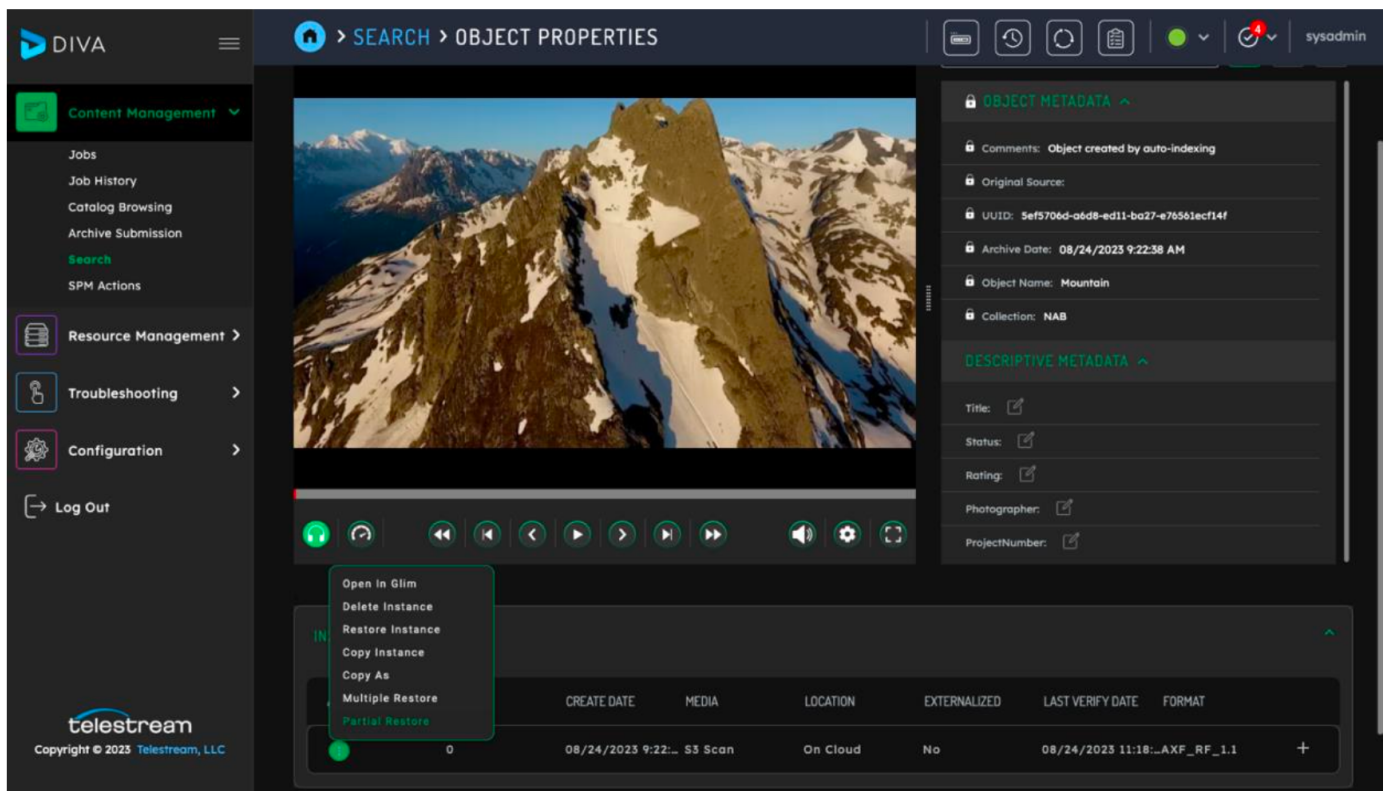 DIVA
> SEARCH > OBJECT PROPERTIES
4
sysadmin
Content Management
Jobs
Job History
Catalog Browsing
Archive Submission
Search
SPM Actions
Resource Management
Troubleshooting
Configuration
Log Out
telestream
Copyright © 2023 Telestream, LLC
OBJECT METADATA
Comments: Object created by auto-indexing
Original Source:
UUID: 5ef5706d-a6d8-ed11-ba27-e76561ecf14f
Archive Date: 08/24/2023 9:22:38 AM
Object Name: Mountain
Collection: NAB
DESCRIPTIVE METADATA
Title:
Status:
Rating:
Photographer:
ProjectNumber:
Open In Glim
Delete Instance
Restore Instance
Copy Instance
Copy As
Multiple Restore
Partial Restore
IN
CREATE DATE MEDIA LOCATION EXTERNALIZED LAST VERIFY DATE FORMAT
0 08/24/2023 9:22:… S3 Scan On Cloud No 08/24/2023 11:18:… AXF_RF_1.1 +